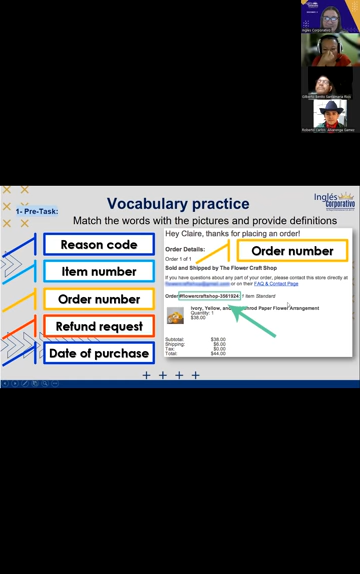 Inglés Corporativo
Roberto Carlos Alvarenga Gamez
1- Pre-Task:
Vocabulary practice
Inglés
Corporativo
Match the words with the pictures and provide definitions
Reason code
Item number
Order number
Refund request
Date of purchase
Hey Claire, thanks for placing an order!
Order Details:
Order number
Order 1 of 1
Sold and Shipped by The Flower Craft Shop
If you have questions about any part of your order, please contact this store directly at
or on their FAQ & Contact Page
Order #flowercraftshop-3581924: 1 item Standard
Ivory, Yellow, and Paper Flower Arrangement
Quantity: 1
$38.00
Subtotal: $38.00
Shipping: $6.00
Tax: $0.00
Total: $44.00